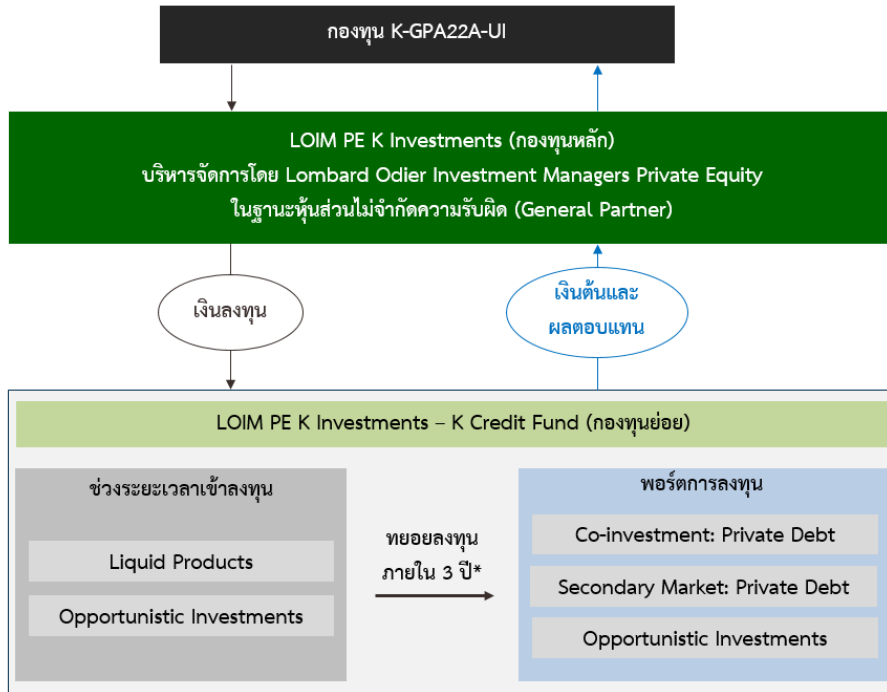 กองทุน K-GPA22A-UI
LOIM PE K Investments (กองทุนหลัก)
บริหารจัดการโดย Lombard Odier Investment Managers Private Equity
ในฐานะหุ้นส่วนไม่จำกัดความรับผิด (General Partner)
เงินลงทุน
เงินต้นและ
ผลตอบแทน
LOIM PE K Investments – K Credit Fund (กองทุนย่อย)
ช่วงระยะเวลาเข้าลงทุน
Liquid Products
Opportunistic Investments
ทยอยลงทุน
ภายใน 3 ปี*
พอร์ตการลงทุน
Co-investment: Private Debt
Secondary Market: Private Debt
Opportunistic Investments